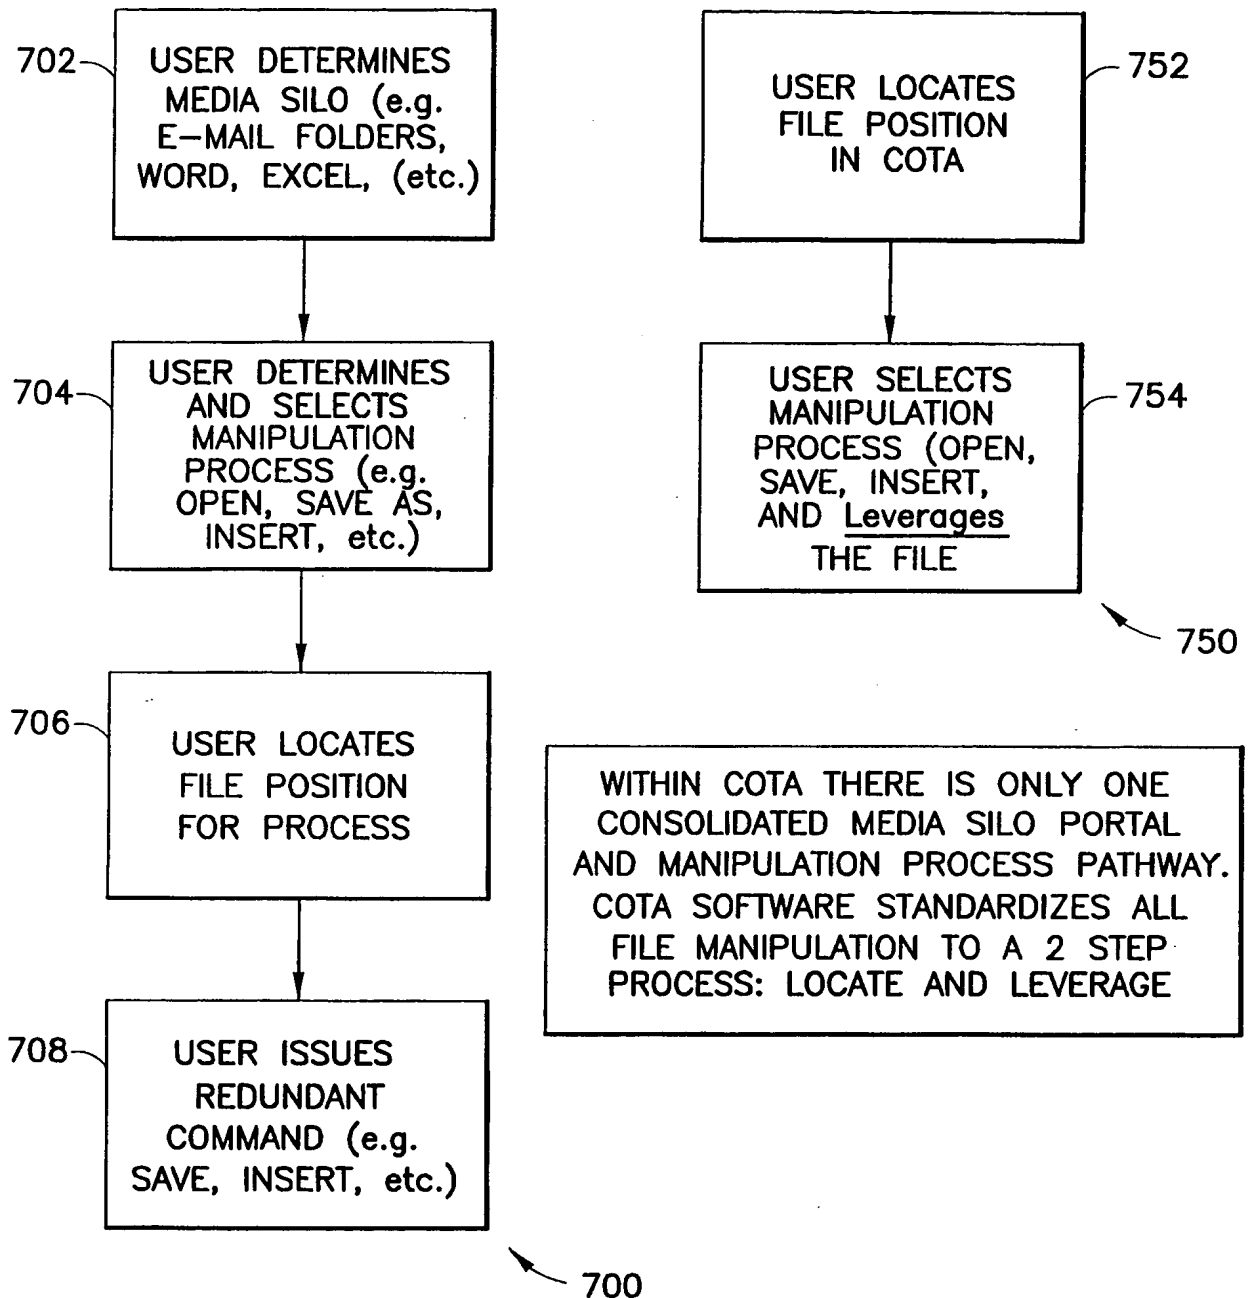 702
USER DETERMINES
MEDIA SILO (e.g.
E-MAIL FOLDERS,
WORD, EXCEL, (etc.)
704
USER DETERMINES
AND SELECTS
MANIPULATION
PROCESS (e.g.
OPEN, SAVE AS,
INSERT, etc.)
706
USER LOCATES
FILE POSITION
FOR PROCESS
708
USER ISSUES
REDUNDANT
COMMAND (e.g.
SAVE, INSERT, etc.)
700
752
USER LOCATES
FILE POSITION
IN COTA
754
USER SELECTS
MANIPULATION
PROCESS (OPEN,
SAVE, INSERT,
AND Leverages
THE FILE
750
WITHIN COTA THERE IS ONLY ONE
CONSOLIDATED MEDIA SILO PORTAL
AND MANIPULATION PROCESS PATHWAY.
COTA SOFTWARE STANDARDIZES ALL
FILE MANIPULATION TO A 2 STEP
PROCESS: LOCATE AND LEVERAGE